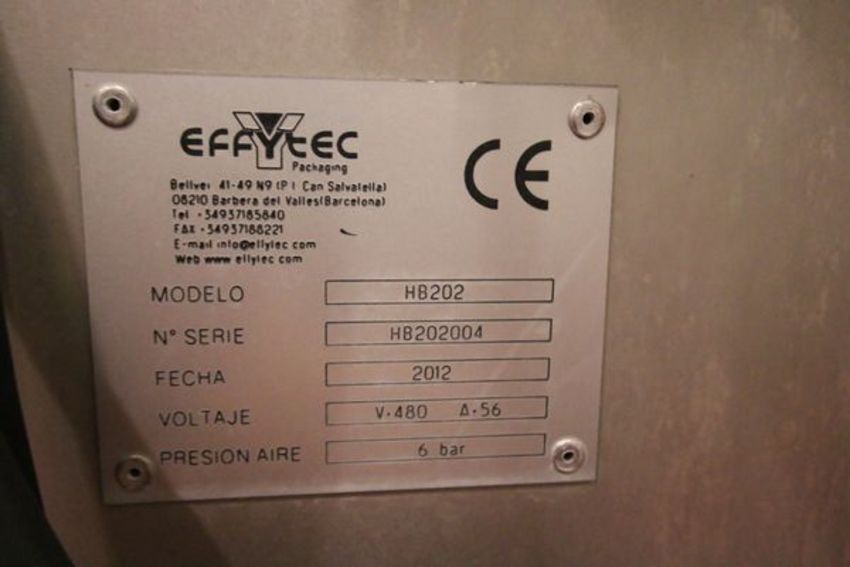 EFFYTEC
Packaging
CE
Bellvei 41-49 N9 (P.I. Can Salvatella)
08210 Barbera del Valles(Barcelona)
Tel. +34937185840
FAX +34937188221
E-mail info@effytec.com
Web www.effytec.com
MODELO HB202
Nº SERIE HB202004
FECHA 2012
VOLTAJE V.480 A.56
PRESION AIRE 6 bar